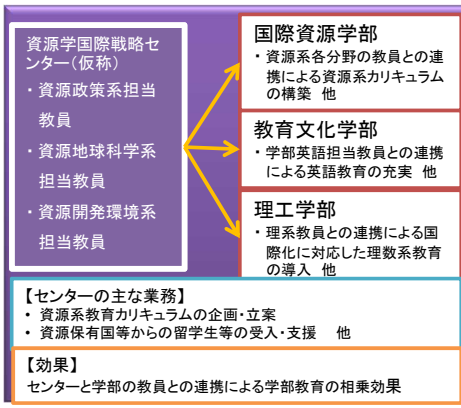 資源学国際戦略セ
ンター(仮称)
・資源政策系担当
教員
・資源地球科学系
担当教員
・資源開発環境系
担当教員
国際資源学部
・資源系各分野の教員との連
携による資源系カリキュラム
の構築 他
教育文化学部
・学部英語担当教員との連携
による英語教育の充実 他
理工学部
・理系教員との連携による国
際化に対応した理数系教育
の導入 他
【センターの主な業務】
・ 資源系教育カリキュラムの企画・立案
・ 資源保有国等からの留学生等の受入・支援 他
【効果】
センターと学部の教員との連携による学部教育の相乗効果